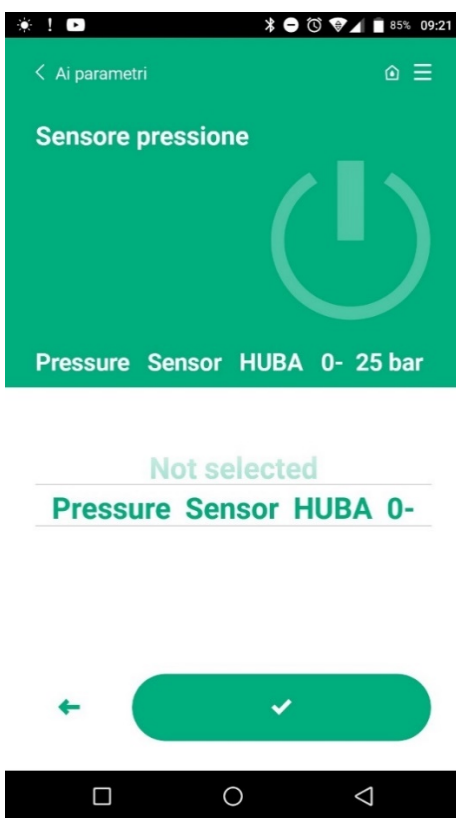 85% 09:21
Ai parametri
Sensore pressione
Pressure Sensor HUBA 0- 25 bar
Not selected
Pressure Sensor HUBA 0-